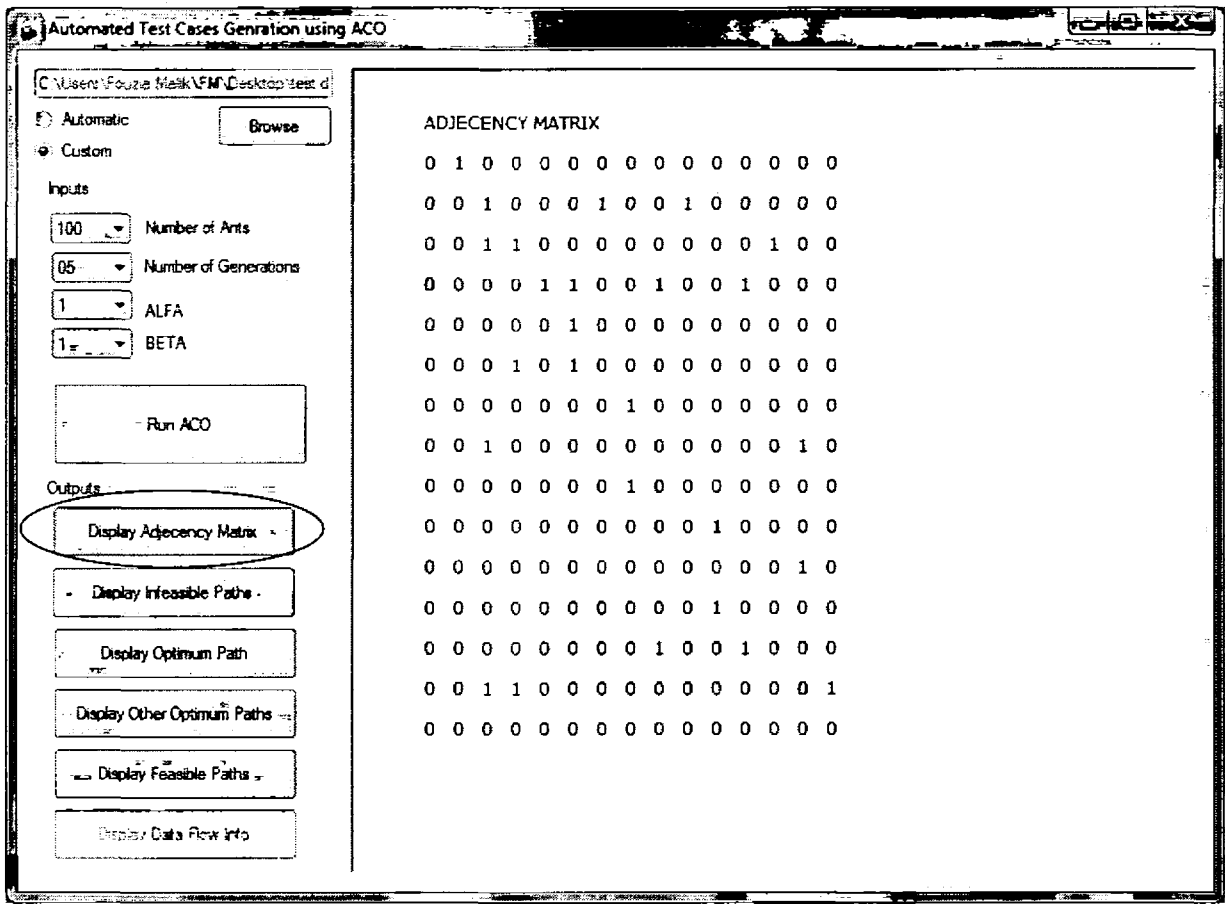 Automated Test Cases Genration using ACO
C:\Users\Fouzia Malik\FM\Desktop\test d
Automatic
Browse
Custom
Inputs
100 Number of Ants
05 Number of Generations
1 ALFA
1 BETA
Run ACO
Outputs
Display Adjecency Matrix
Display Infeasible Paths
Display Optimum Path
Display Other Optimum Paths
Display Feasible Paths
Display Data Flow Info
ADJECENCY MATRIX
0 1 0 0 0 0 0 0 0 0 0 0 0 0 0
0 0 1 0 0 0 1 0 0 1 0 0 0 0 0
0 0 1 1 0 0 0 0 0 0 0 0 1 0 0
0 0 0 0 1 1 0 0 1 0 0 1 0 0 0
0 0 0 0 0 1 0 0 0 0 0 0 0 0 0
0 0 0 1 0 1 0 0 0 0 0 0 0 0 0
0 0 0 0 0 0 0 1 0 0 0 0 0 0 0
0 0 1 0 0 0 0 0 0 0 0 0 0 1 0
0 0 0 0 0 0 0 1 0 0 0 0 0 0 0
0 0 0 0 0 0 0 0 0 0 1 0 0 0 0
0 0 0 0 0 0 0 0 0 0 0 0 0 1 0
0 0 0 0 0 0 0 0 0 0 1 0 0 0 0
0 0 0 0 0 0 0 0 1 0 0 1 0 0 0
0 0 1 1 0 0 0 0 0 0 0 0 0 0 1
0 0 0 0 0 0 0 0 0 0 0 0 0 0 0